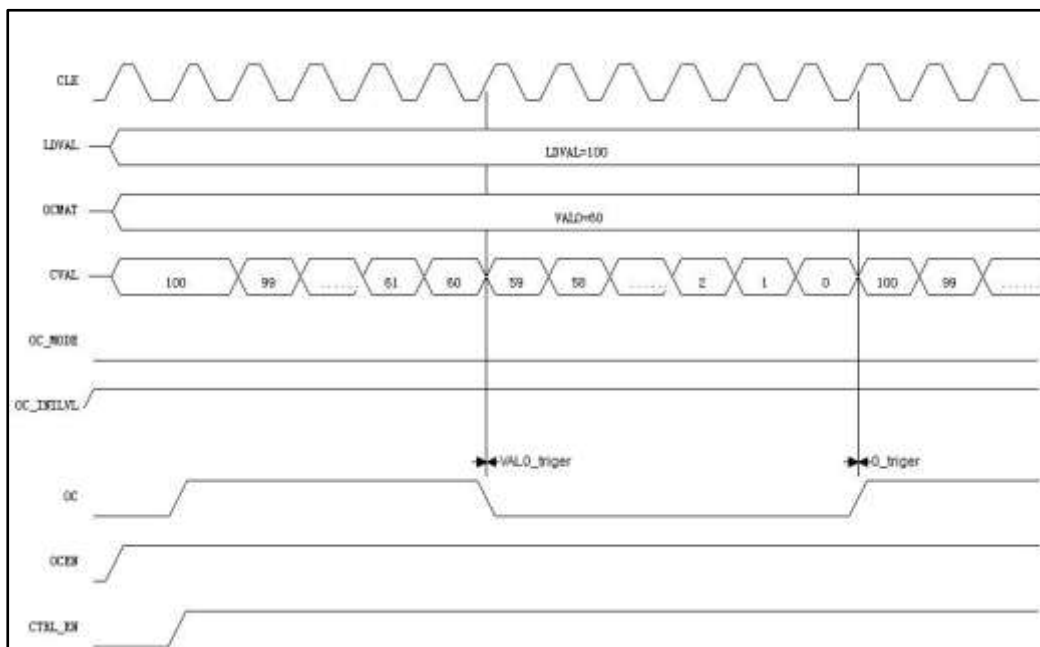 CLK
LDVAL
LDVAL=100
OCMAT
VAL0=60
CVAL
100 99 ...... 61 60 59 58 ...... 2 1 0 100 99 ......
OC_MODE
OC_INILVL
VAL0_triger 0_triger
OC
OCEN
CTRL_EN